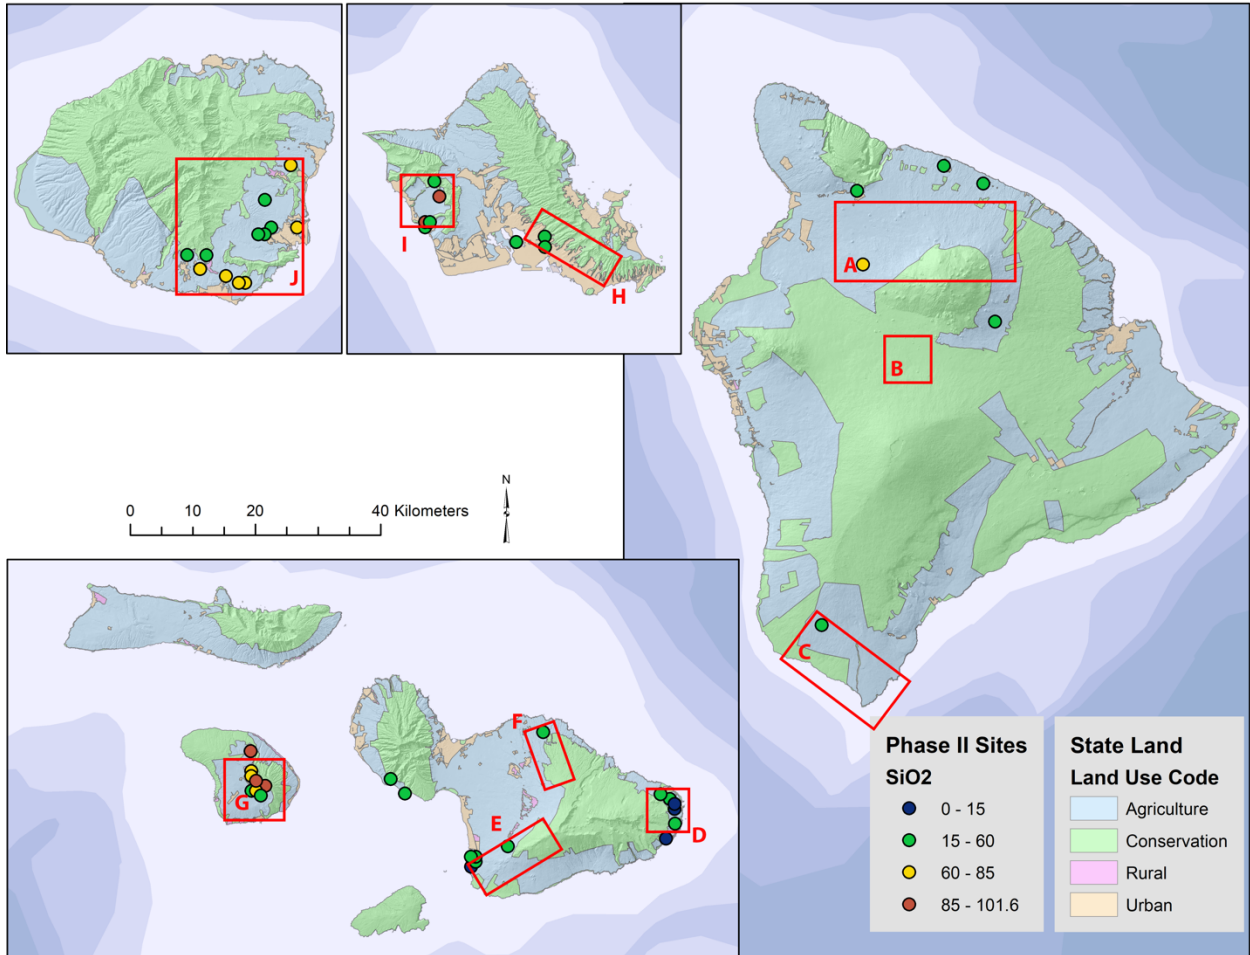 J
I
H
A
B
C
N
0 10 20 40 Kilometers
F
G
E
D
Phase II Sites
SiO2
0 - 15
15 - 60
60 - 85
85 - 101.6
State Land
Land Use Code
Agriculture
Conservation
Rural
Urban